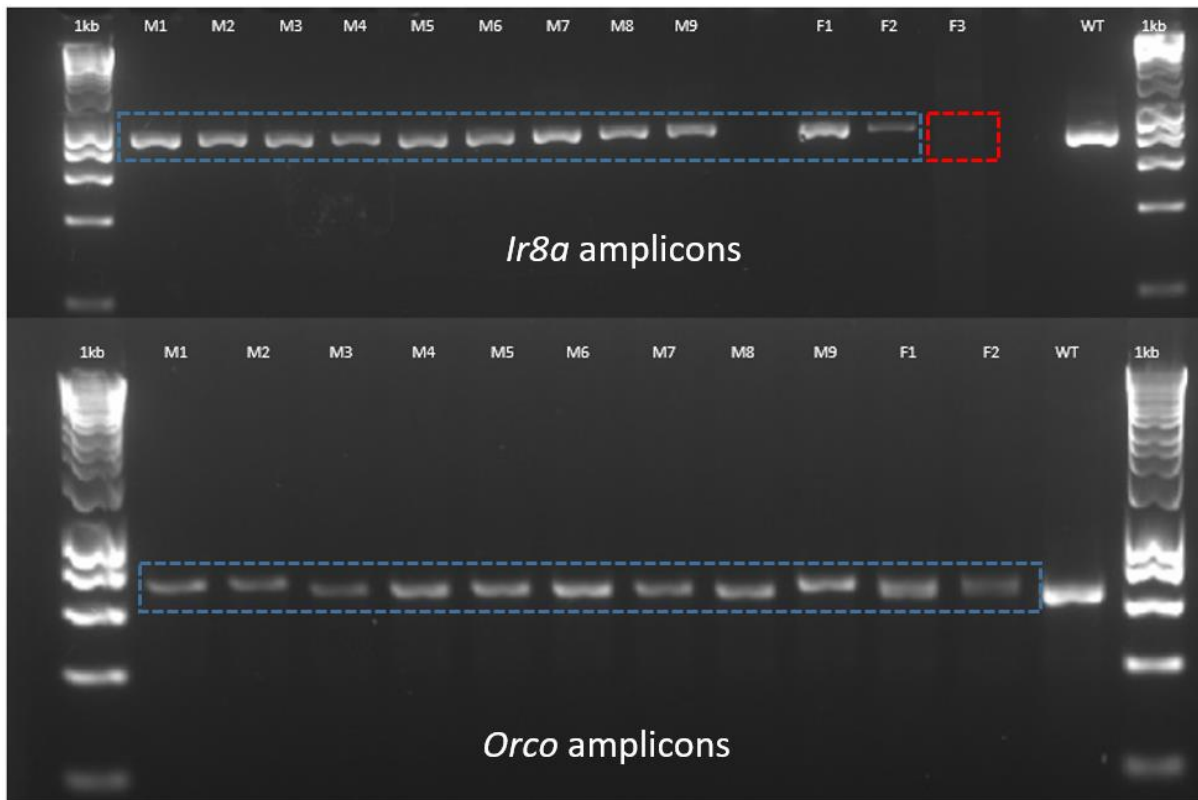 1kb M1 M2 M3 M4 M5 M6 M7 M8 M9 F1 F2 F3 WT 1kb
Ir8a amplicons
1kb M1 M2 M3 M4 M5 M6 M7 M8 M9 F1 F2 WT 1kb
Orco amplicons